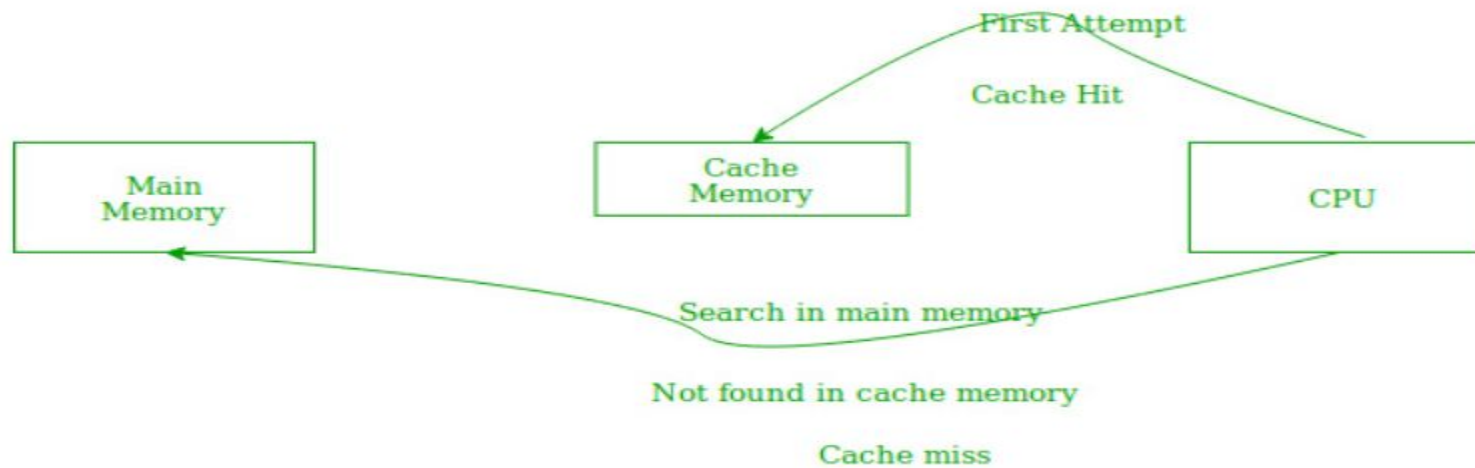 First Attempt
Cache Hit
Main
Memory
Cache
Memory
CPU
Search in main memory
Not found in cache memory
Cache miss